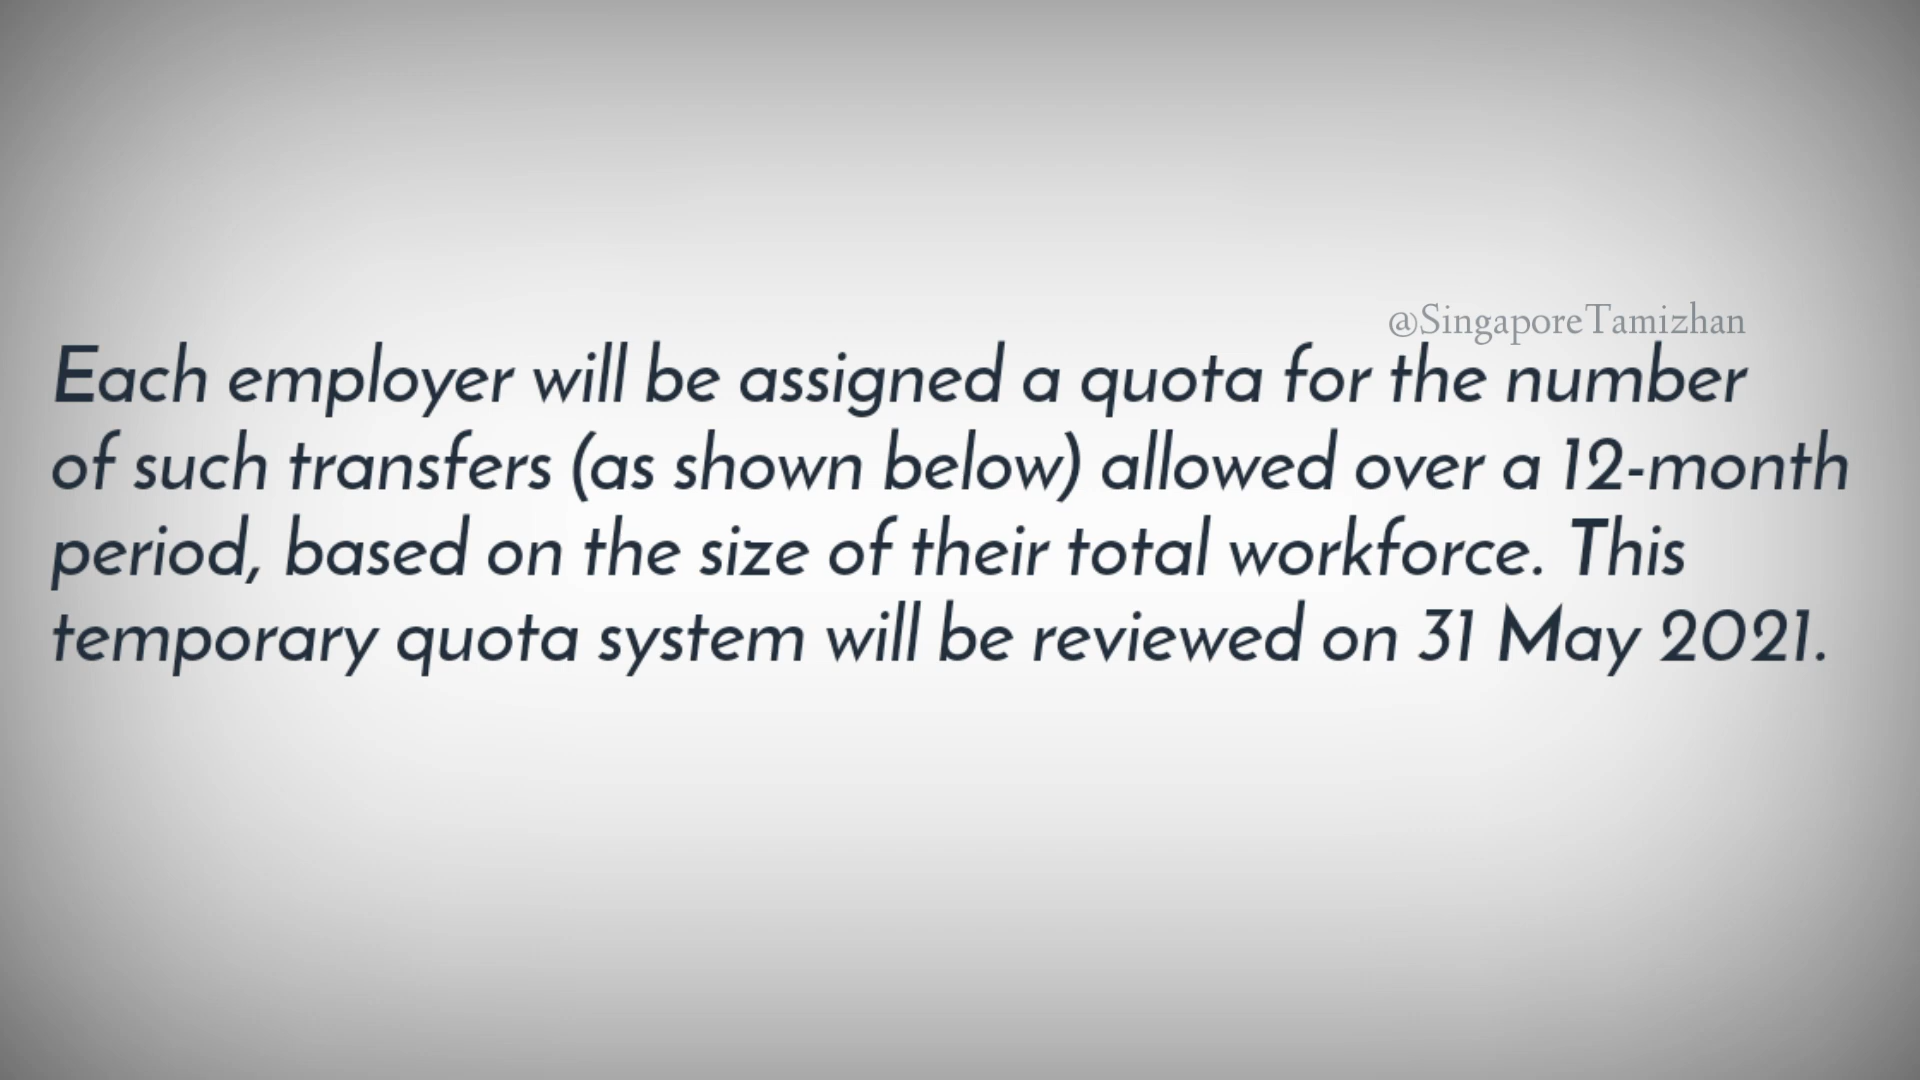 @SingaporeTamizhan
Each employer will be assigned a quota for the number
of such transfers (as shown below) allowed over a 12-month
period, based on the size of their total workforce. This
temporary quota system will be reviewed on 31 May 2021.